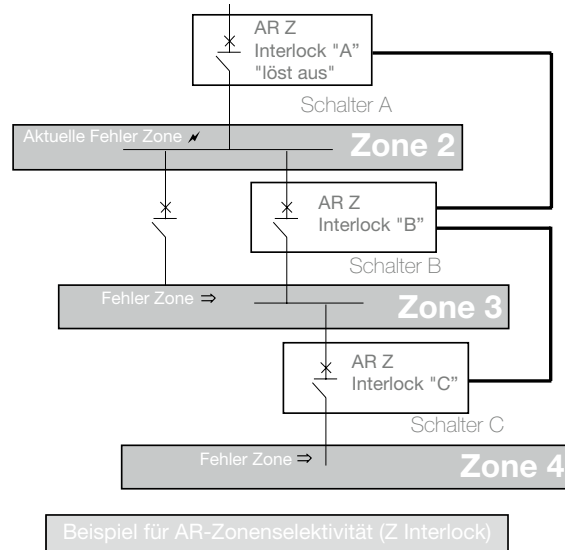 AR Z
Interlock "A"
"löst aus"
Schalter A
Aktuelle Fehler Zone
Zone 2
AR Z
Interlock "B"
Schalter B
Fehler Zone ⇒
Zone 3
AR Z
Interlock "C"
Schalter C
Fehler Zone ⇒
Zone 4
Beispiel für AR-Zonenselektivität (Z Interlock)